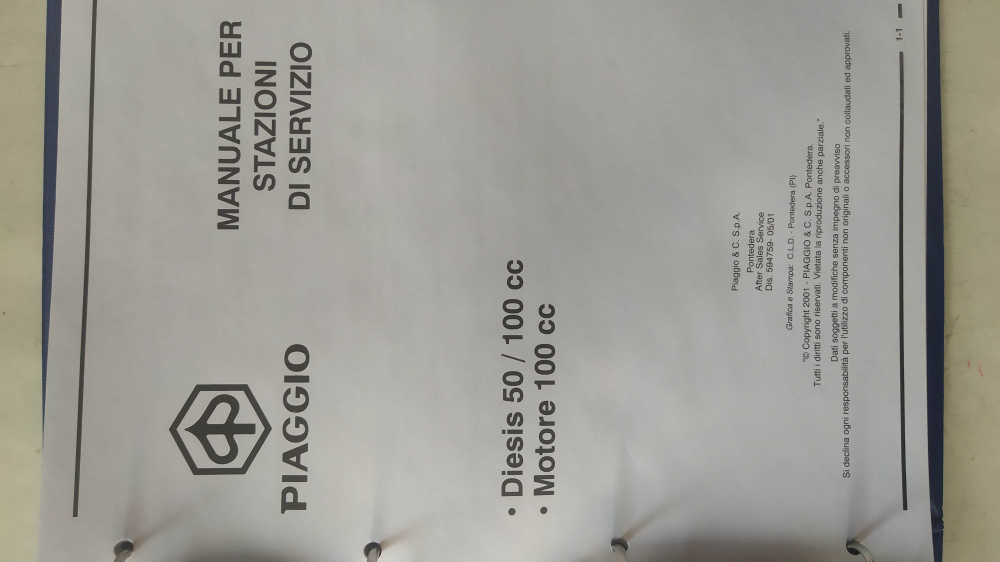 PIAGGIO
MANUALE PER
STAZIONI
DI SERVIZIO
• Diesis 50 / 100 cc
• Motore 100 cc
Piaggio & C. S.p.A.
Pontedera
After Sales Service
Dis. 594759- 05/01
Grafica e Stampa: C.L.D. - Pontedera (PI)
"© Copyright 2001 - PIAGGIO & C. S.p.A. Pontedera.
Tutti i diritti sono riservati. Vietata la riproduzione anche parziale."
Dati soggetti a modifiche senza impegno di preavviso
Si declina ogni responsabilità per l'utilizzo di componenti non originali o accessori non collaudati ed approvati.
1-1